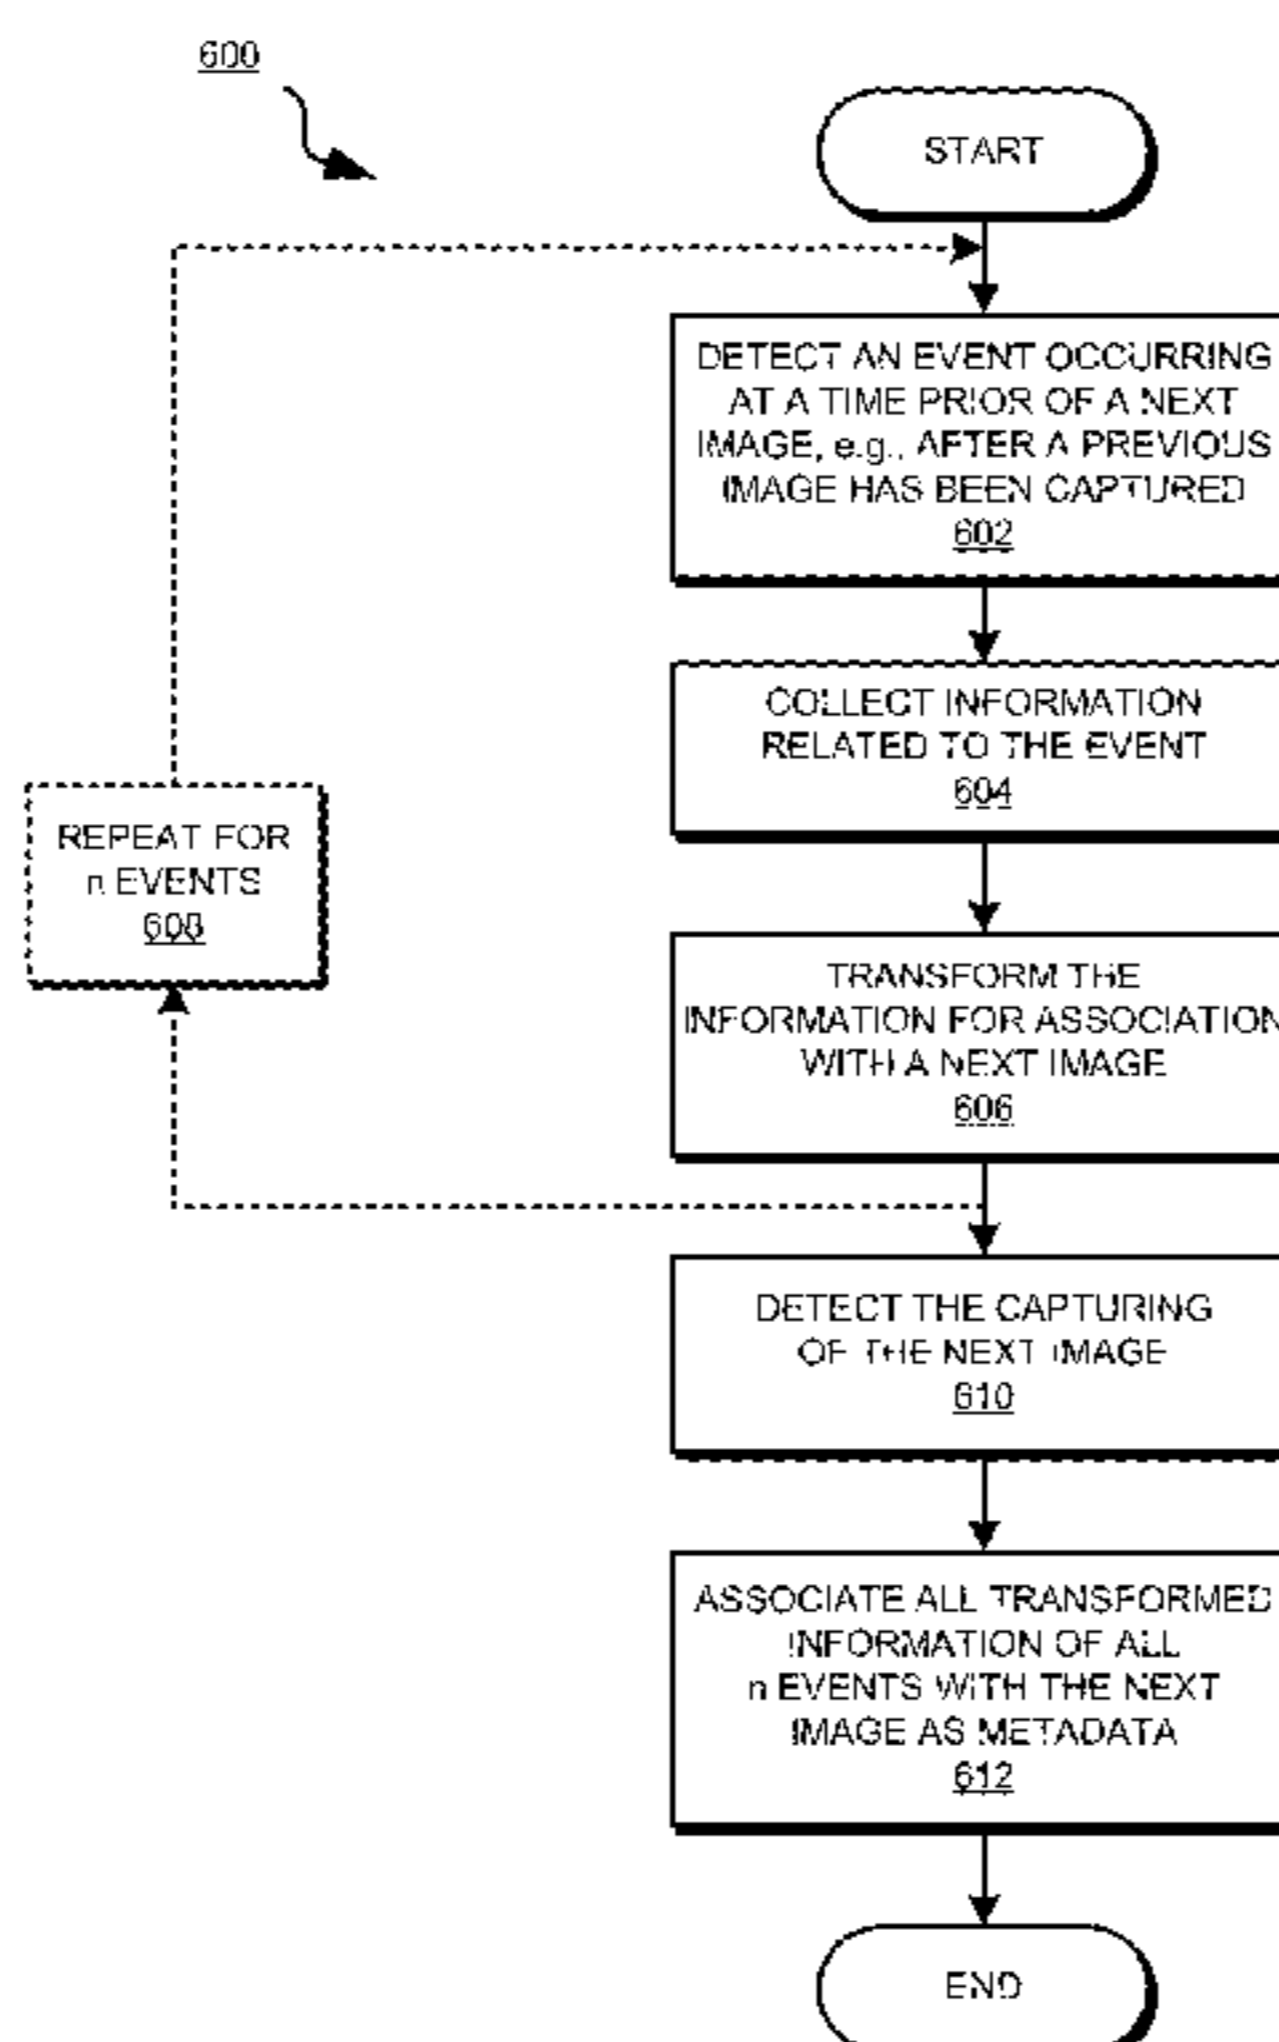 600
START
DETECT AN EVENT OCCURRING
AT A TIME PRIOR OF A NEXT
IMAGE, e.g., AFTER A PREVIOUS
IMAGE HAS BEEN CAPTURED
602
COLLECT INFORMATION
RELATED TO THE EVENT
604
REPEAT FOR
n EVENTS
608
TRANSFORM THE
INFORMATION FOR ASSOCIATION
WITH A NEXT IMAGE
606
DETECT THE CAPTURING
OF THE NEXT IMAGE
610
ASSOCIATE ALL TRANSFORMED
INFORMATION OF ALL
n EVENTS WITH THE NEXT
IMAGE AS METADATA
612
END